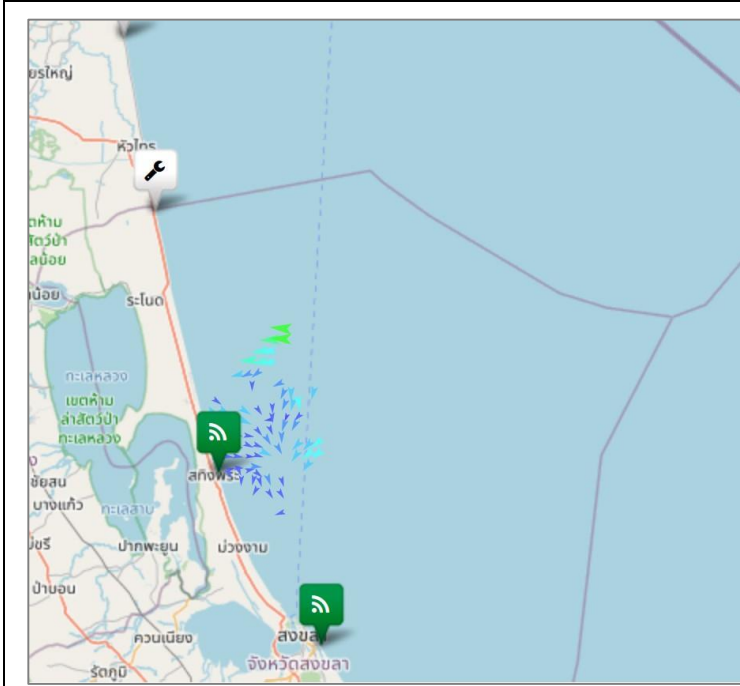 ยรใหญ่
หัวไทร
ตห้าม
สัตว์ป่า
ลน้อย
น้อย
ระโนด
ทะเลหลวง
เขตห้าม
ล่าสัตว์ป่า
ทะเลหลวง
สทิงพระ
ชัยสน
บางแก้ว
ทะเลสาบ
ปากพะยูน
ม่วงงาม
ป่าบอน
สงขลา
ควนเนียง
จังหวัดสงขลา
รัตภูมิ